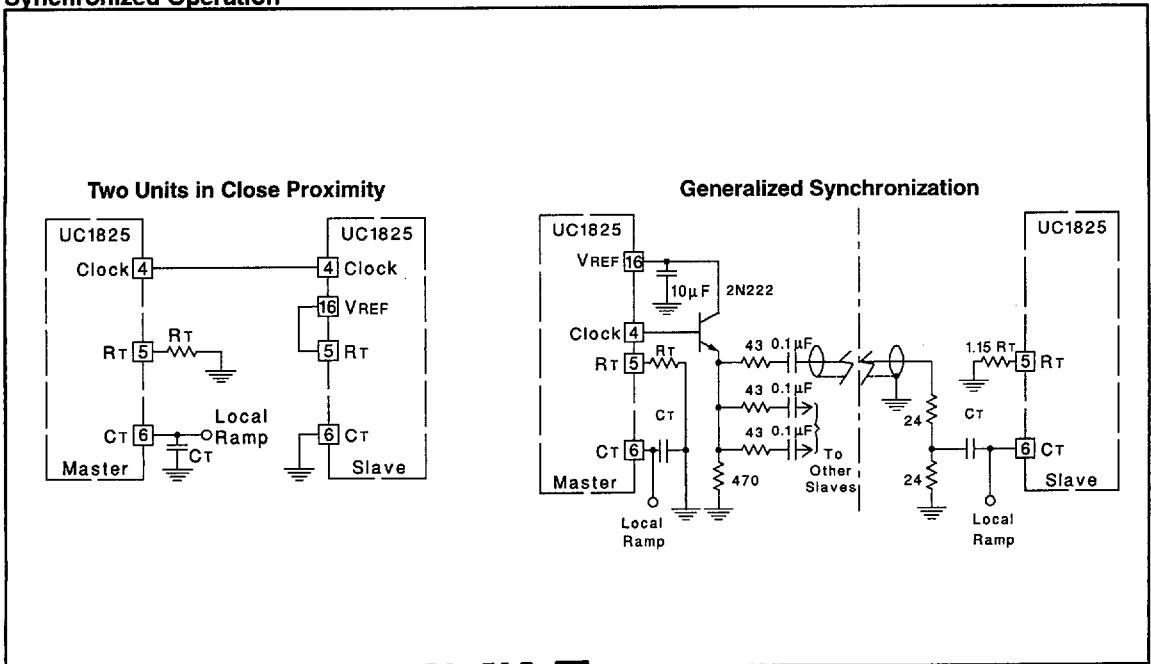 Synchronized Operation
Two Units in Close Proximity
UC1825
UC1825
Clock 4
4 Clock
16 VREF
RT 5
RT
5 RT
CT 6
Local Ramp
CT
6 CT
Master
Slave
Generalized Synchronization
UC1825
UC1825
VREF 16
10µF
2N222
Clock 4
RT 5
RT
43 0.1µF
1.15 RT
5 RT
43 0.1µF
CT
43 0.1µF
24
CT
CT 6
To Other Slaves
6 CT
Master
470
24
Slave
Local Ramp
Local Ramp